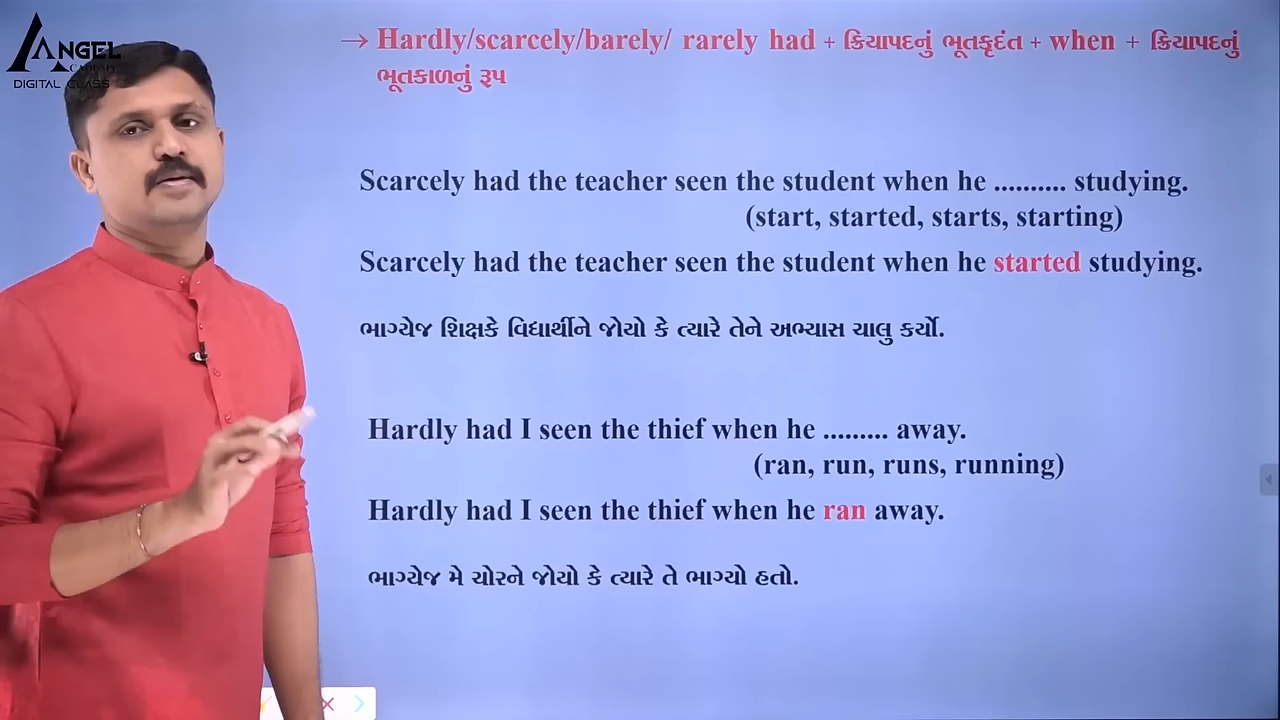 ANGEL
ACADEMY
DIGITAL CLASS
→ Hardly/scarcely/barely/ rarely had + ક્રિયાપદનું ભૂતકૃદંત + when + ક્રિયાપદનું
ભૂતકાળનું રૂપ
Scarcely had the teacher seen the student when he .......... studying.
(start, started, starts, starting)
Scarcely had the teacher seen the student when he started studying.
ભાગ્યેજ શિક્ષકે વિદ્યાર્થીને જોયો કે ત્યારે તેને અભ્યાસ ચાલુ કર્યો.
Hardly had I seen the thief when he ......... away.
(ran, run, runs, running)
Hardly had I seen the thief when he ran away.
ભાગ્યેજ મે ચોરને જોયો કે ત્યારે તે ભાગ્યો હતો.